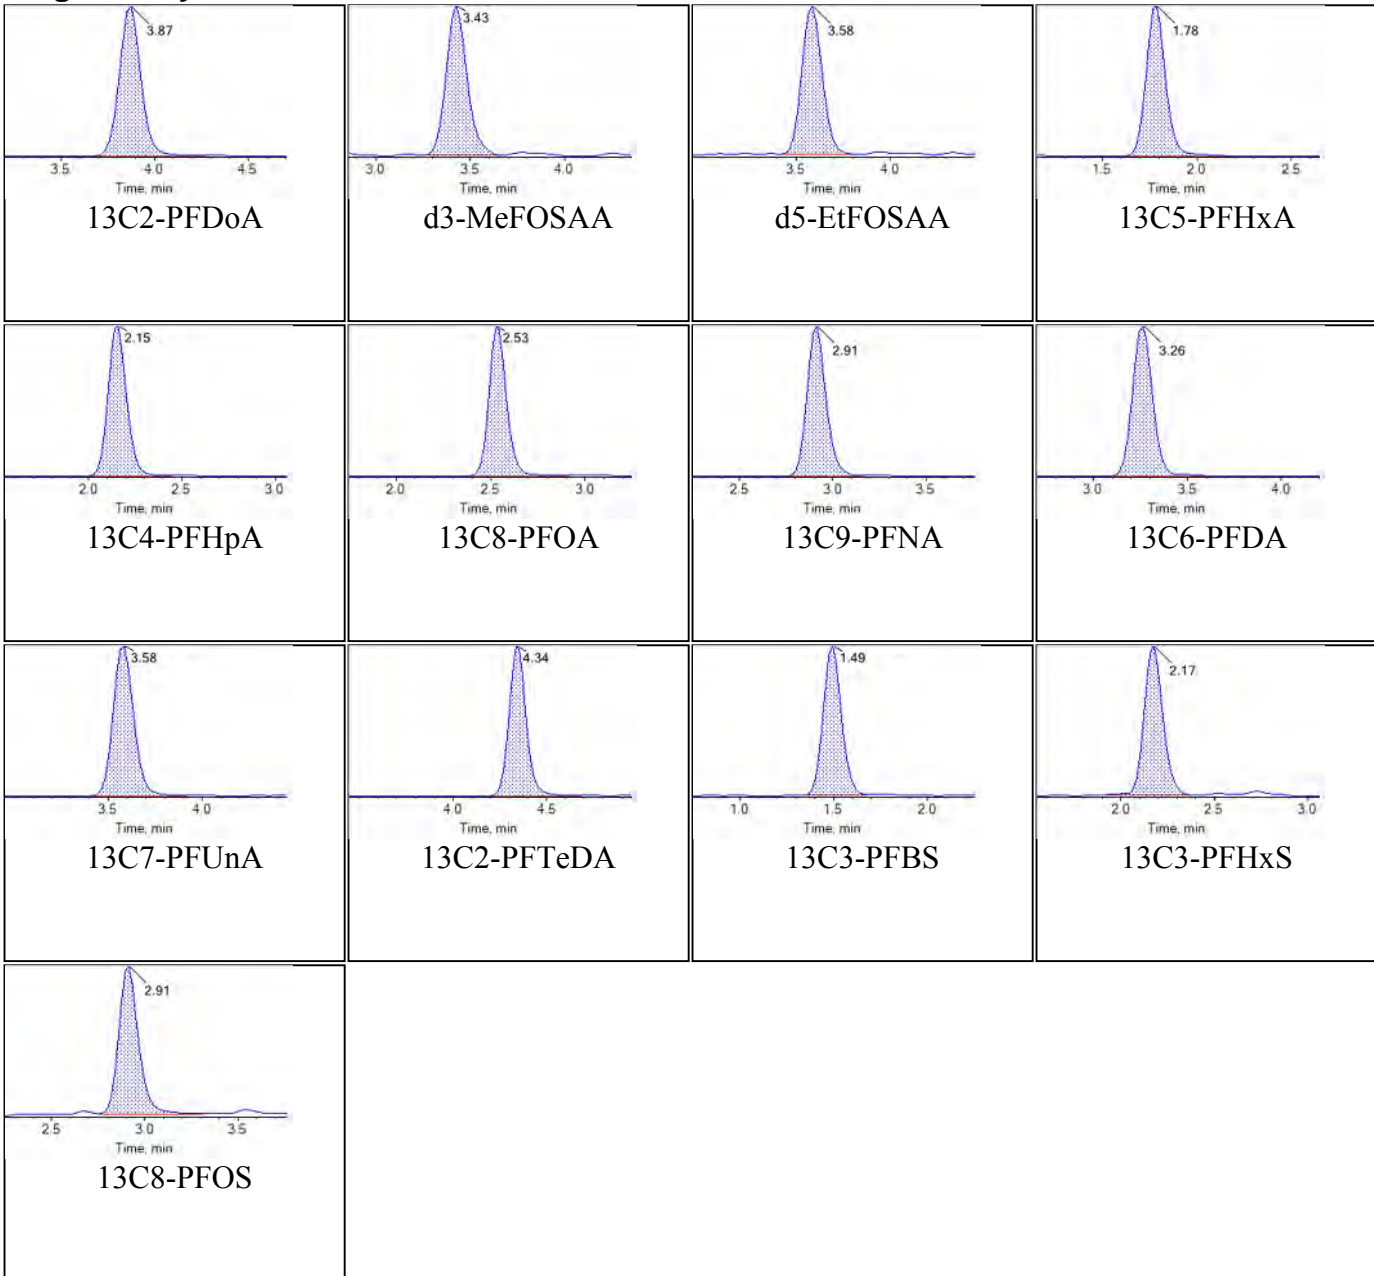 3.87
3.5 4.0 4.5
Time, min
13C2-PFDoA
3.43
3.0 3.5 4.0
Time, min
d3-MeFOSAA
3.58
3.5 4.0
Time, min
d5-EtFOSAA
1.78
1.5 2.0 2.5
Time, min
13C5-PFHxA
2.15
2.0 2.5 3.0
Time, min
13C4-PFHpA
2.53
2.0 2.5 3.0
Time, min
13C8-PFOA
2.91
2.5 3.0 3.5
Time, min
13C9-PFNA
3.26
3.0 3.5 4.0
Time, min
13C6-PFDA
3.58
3.5 4.0
Time, min
13C7-PFUnA
4.34
4.0 4.5
Time, min
13C2-PFTeDA
1.49
1.0 1.5 2.0
Time, min
13C3-PFBS
2.17
2.0 2.5 3.0
Time, min
13C3-PFHxS
2.91
2.5 3.0 3.5
Time, min
13C8-PFOS